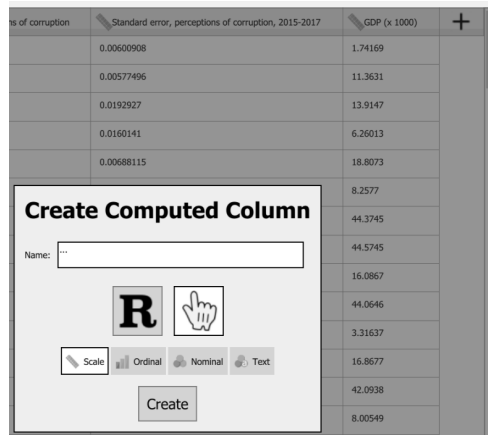 ns of corruption Standard error, perceptions of corruption, 2015-2017 GDP (x 1000) +
0.00600908 1.74169
0.00577496 11.3631
0.0192927 13.9147
0.0160141 6.26013
0.00688115 18.8073
8.2577
44.3745
44.5745
16.0867
44.0646
3.31637
16.8677
42.0938
8.00549
Create Computed Column
Name: ...
R
Scale Ordinal Nominal Text
Create